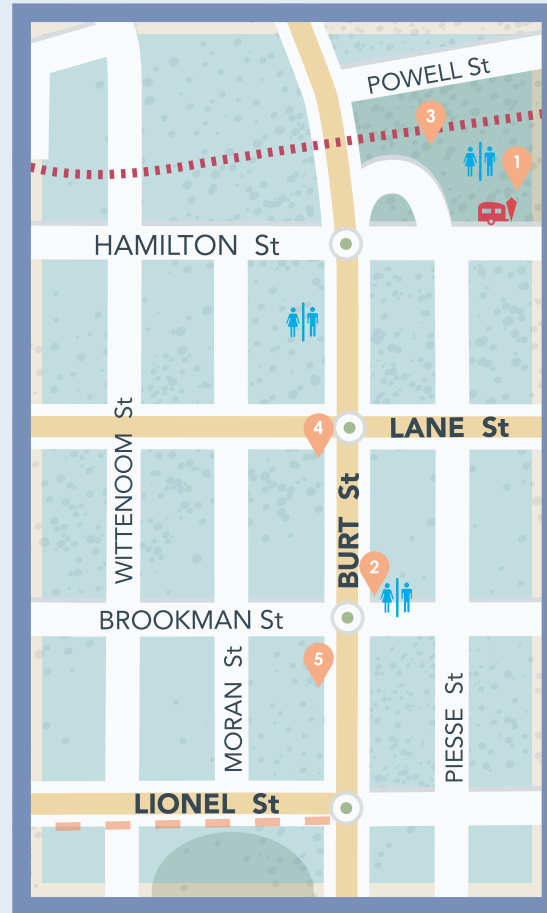 POWELL St
3
1
HAMILTON St
4
LANE St
WITTENOOM St
BURT St
2
BROOKMAN St
5
MORAN St
PIESSE St
LIONEL St